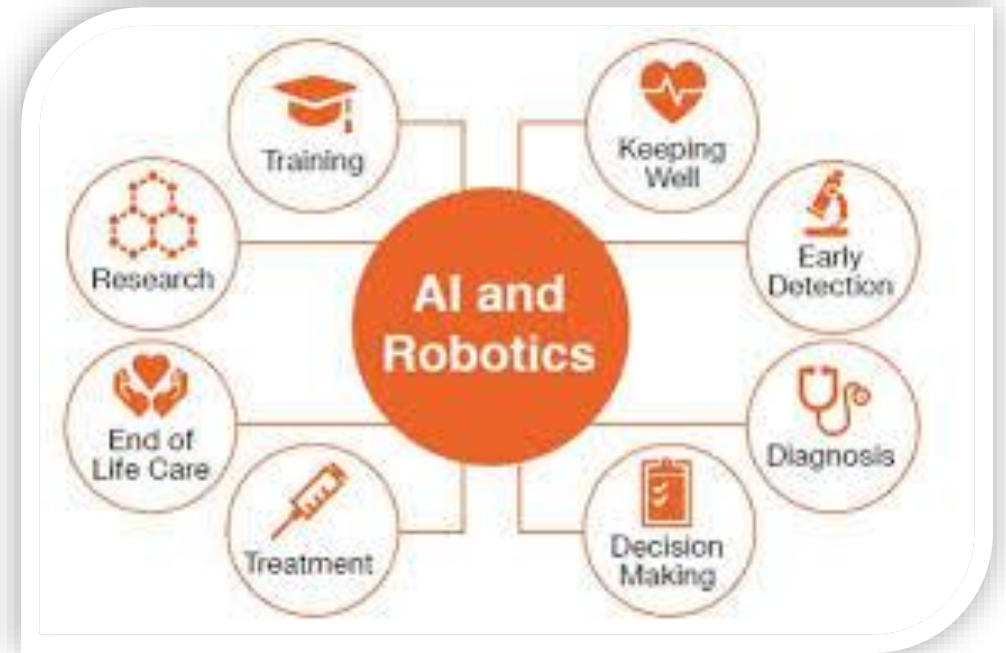 Training
Keeping
Well
Research
Early
Detection
AI and
Robotics
End of
Life Care
Diagnosis
Treatment
Decision
Making